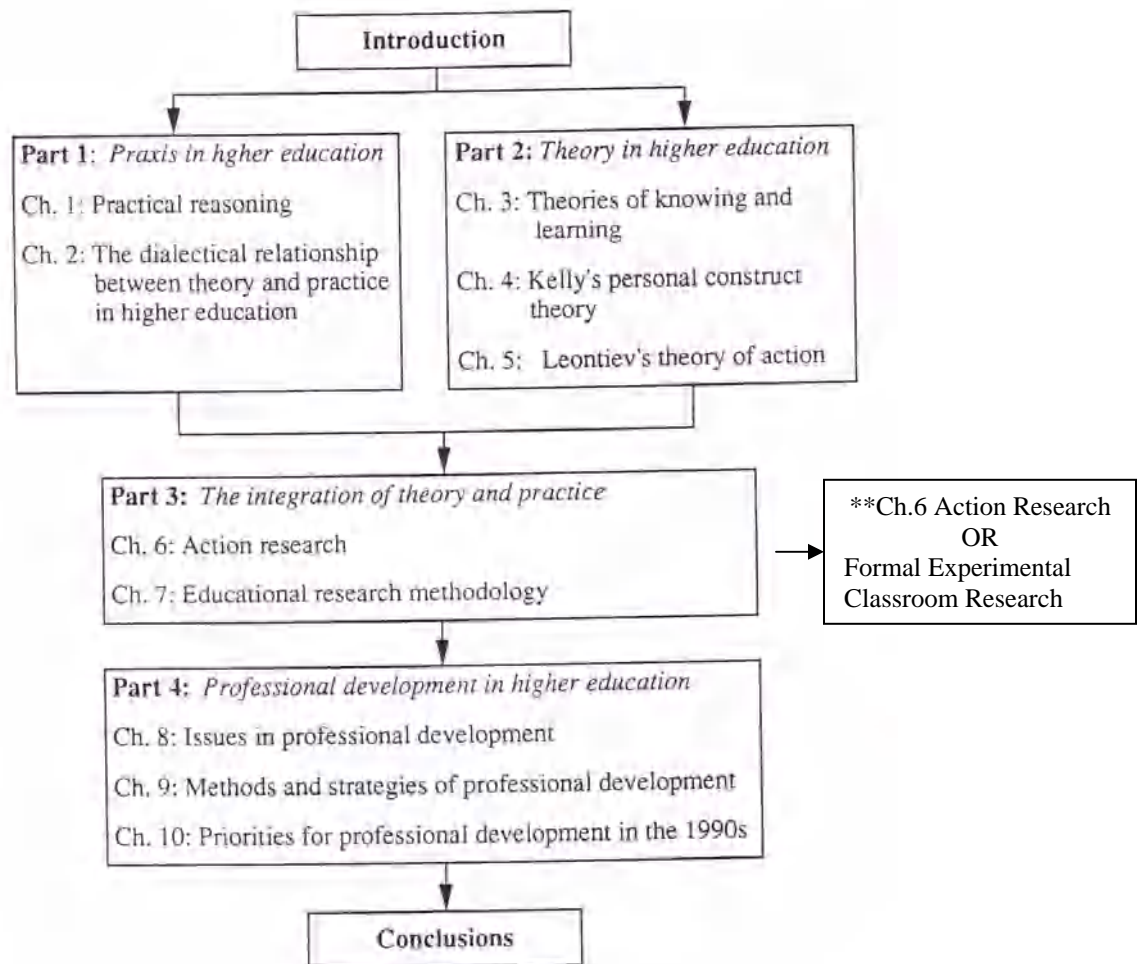 Introduction
Part 1: Praxis in hgher education
Ch. 1: Practical reasoning
Ch. 2: The dialectical relationship
between theory and practice
in higher education
Part 2: Theory in higher education
Ch. 3: Theories of knowing and
learning
Ch. 4: Kelly's personal construct
theory
Ch. 5: Leontiev's theory of action
Part 3: The integration of theory and practice
Ch. 6: Action research
Ch. 7: Educational research methodology
**Ch.6 Action Research
OR
Formal Experimental
Classroom Research
Part 4: Professional development in higher education
Ch. 8: Issues in professional development
Ch. 9: Methods and strategies of professional development
Ch. 10: Priorities for professional development in the 1990s
Conclusions